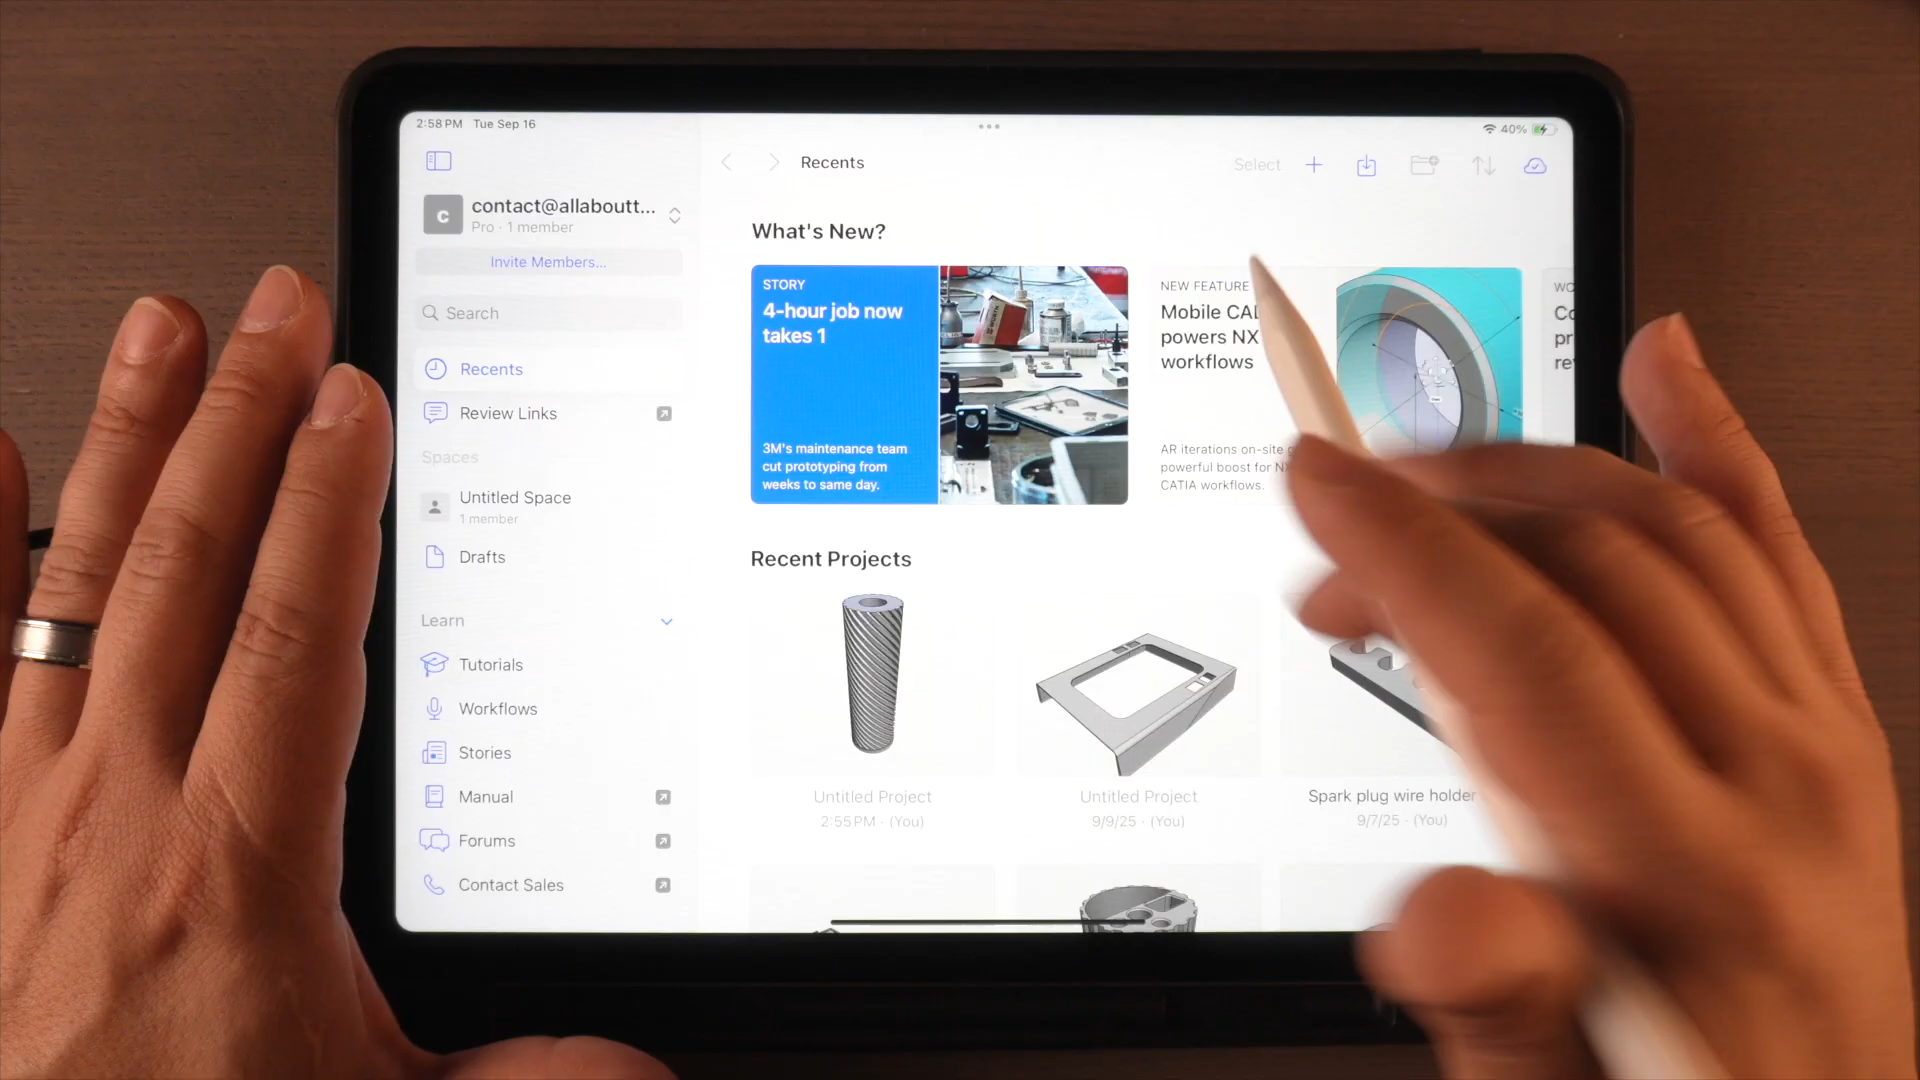 2:58 PM Tue Sep 16
40%
C
contact@allaboutt...
Pro · 1 member
Invite Members...
Search
Recents
Review Links
Spaces
Untitled Space
1 member
Drafts
Learn
Tutorials
Workflows
Stories
Manual
Forums
Contact Sales
Recents
Select
What's New?
STORY
4-hour job now
takes 1
3M's maintenance team
cut prototyping from
weeks to same day.
NEW FEATURE
Mobile CAD
powers NX
workflows
AR iterations on-site
powerful boost for NX
CATIA workflows.
Recent Projects
Untitled Project
2:55 PM · (You)
Untitled Project
9/9/25 · (You)
Spark plug wire holder
9/7/25 · (You)